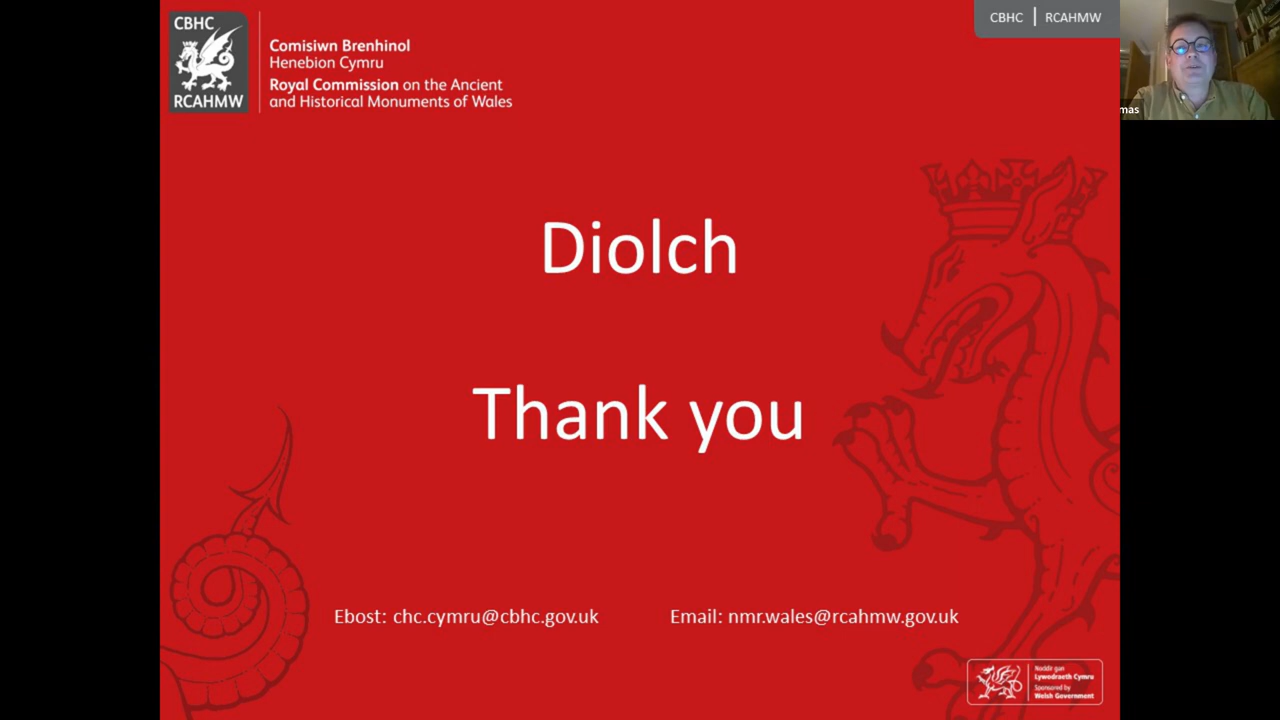 CBHC
RCAHMW
Comisiwn Brenhinol
Henebion Cymru
Royal Commission on the Ancient
and Historical Monuments of Wales
CBHC | RCAHMW
mas
Diolch
Thank you
Ebost: chc.cymru@cbhc.gov.uk
Email: nmr.wales@rcahmw.gov.uk
Noddir gan
Lywodraeth Cymru
Sponsored by
Welsh Government